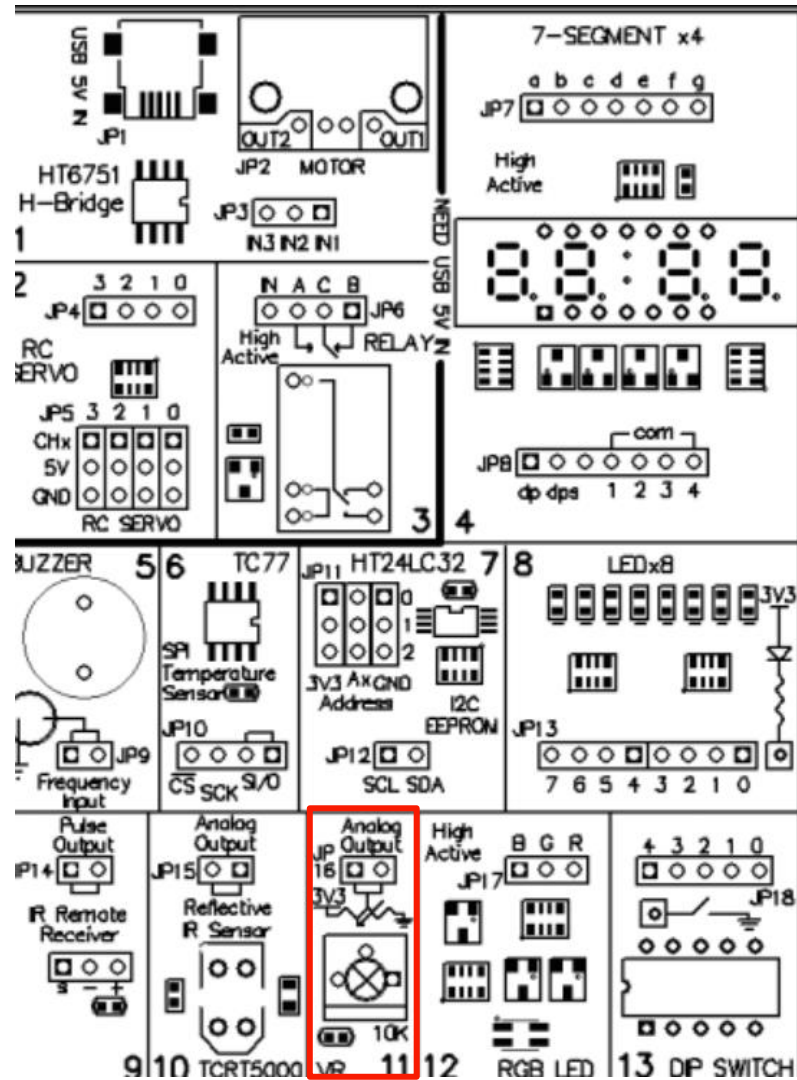 USB 5V IN
JP1
OUT2
OUT1
JP2 MOTOR
HT6751
H-Bridge
JP3
IN3 IN2 IN1
1
7-SEGMENT x4
a b c d e f g
JP7
High
Active
NEED USB 5V IN
2
3 2 1 0
JP4
RC
SERVO
JP5 3 2 1 0
CHx
5V
GND
RC SERVO
IN A C B
JP6
High
Active
RELAY
3
com
JP8
dp dps 1 2 3 4
4
BUZZER 5
JP9
Frequency
Input
6 TC77
SPI
Temperature
Sensor
JP10
CS SCK SI/O
HT24LC32 7
JP11
0
1
2
3V3 Ax GND
Address
I2C
EEPROM
JP12
SCL SDA
8 LEDx8
3V3
JP13
7 6 5 4 3 2 1 0
Pulse
Output
JP14
IR Remote
Receiver
s - +
9
Analog
Output
JP15
Reflective
IR Sensor
10 TCRT5000
Analog
Output
JP
16
3V3
10K
VR 11
High
Active
B G R
JP17
12 RGB LED
4 3 2 1 0
JP18
13 DIP SWITCH